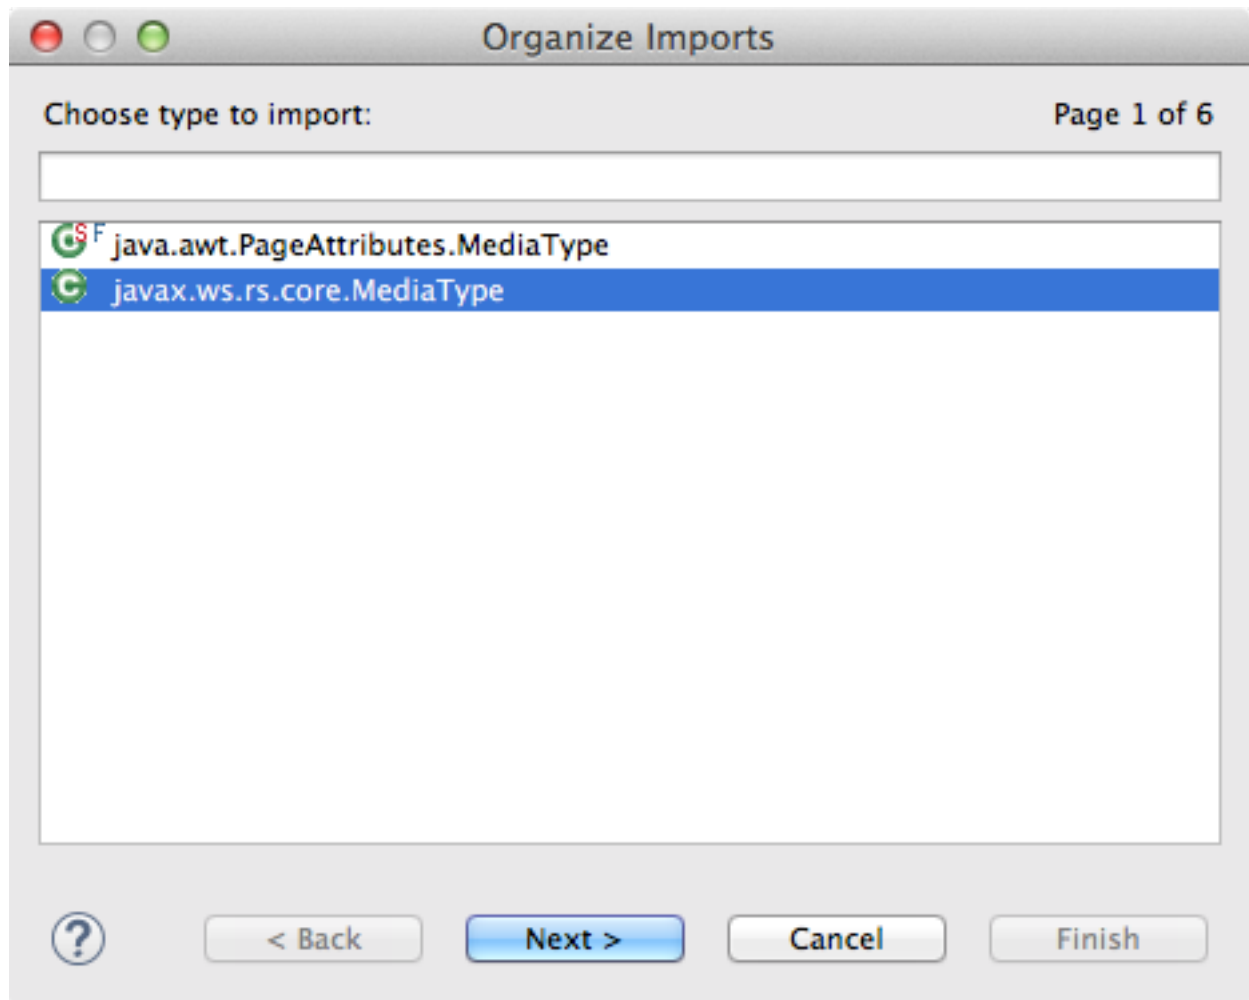 Organize Imports
Choose type to import: Page 1 of 6
S F java.awt.PageAttributes.MediaType
C javax.ws.rs.core.MediaType
? < Back Next > Cancel Finish